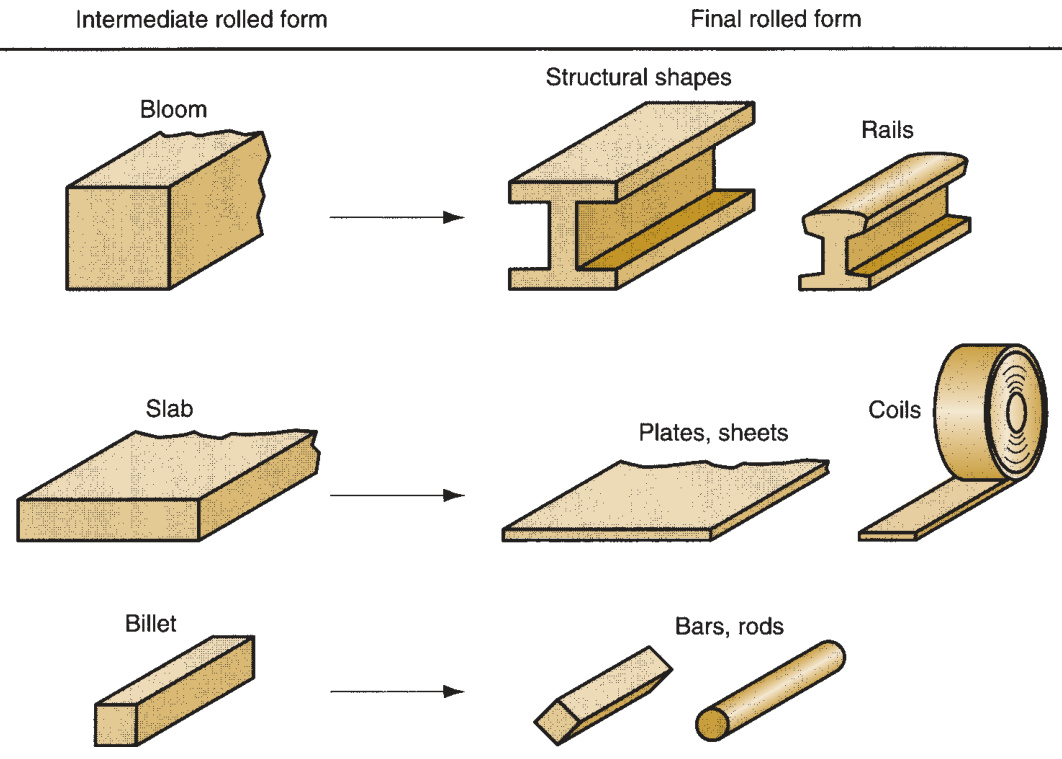 Intermediate rolled form
Final rolled form
Bloom
Structural shapes
Rails
Slab
Plates, sheets
Coils
Billet
Bars, rods